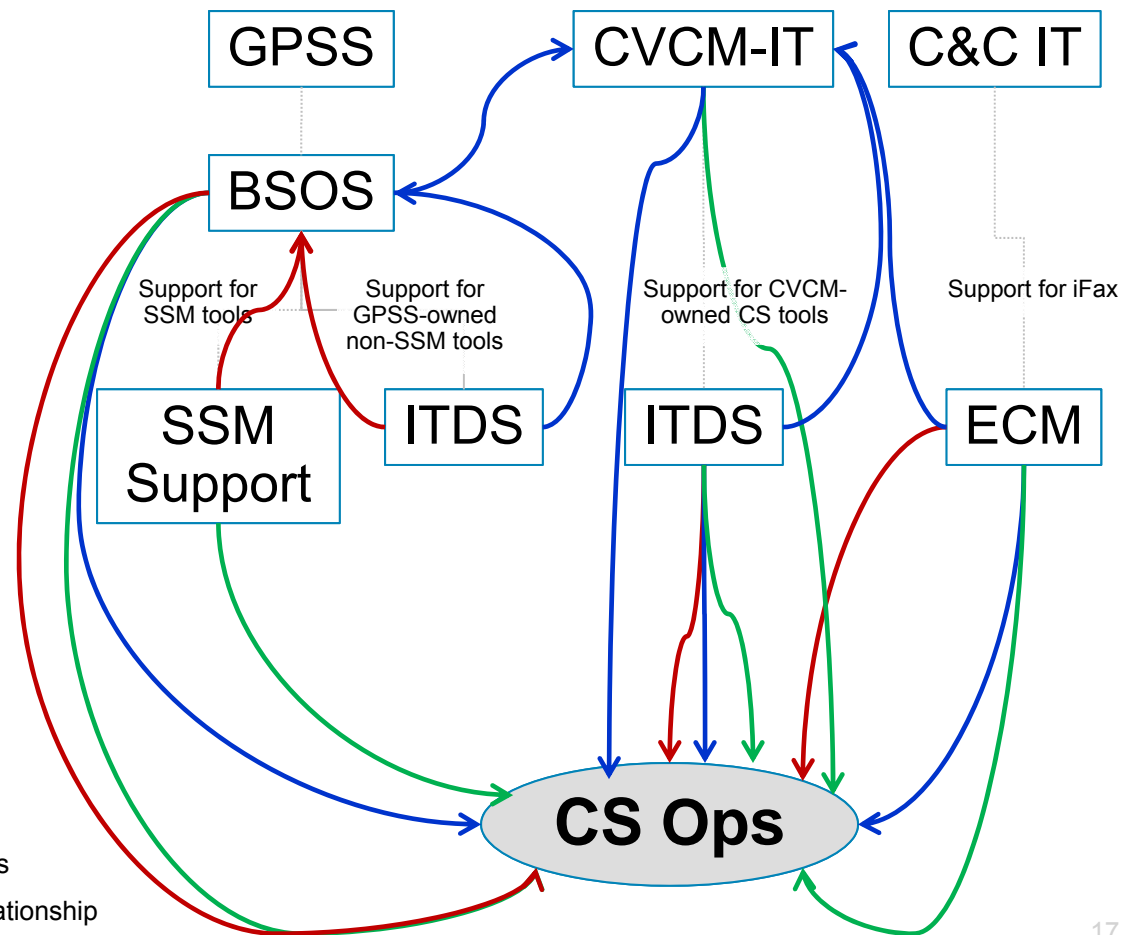 GPSS
CVCM-IT
C&C IT
BSOS
Support for
SSM tools
Support for
GPSS-owned
non-SSM tools
Support for CVCM-
owned CS tools
Support for iFax
SSM
Support
ITDS
ITDS
ECM
CS Ops
s
ationship
17